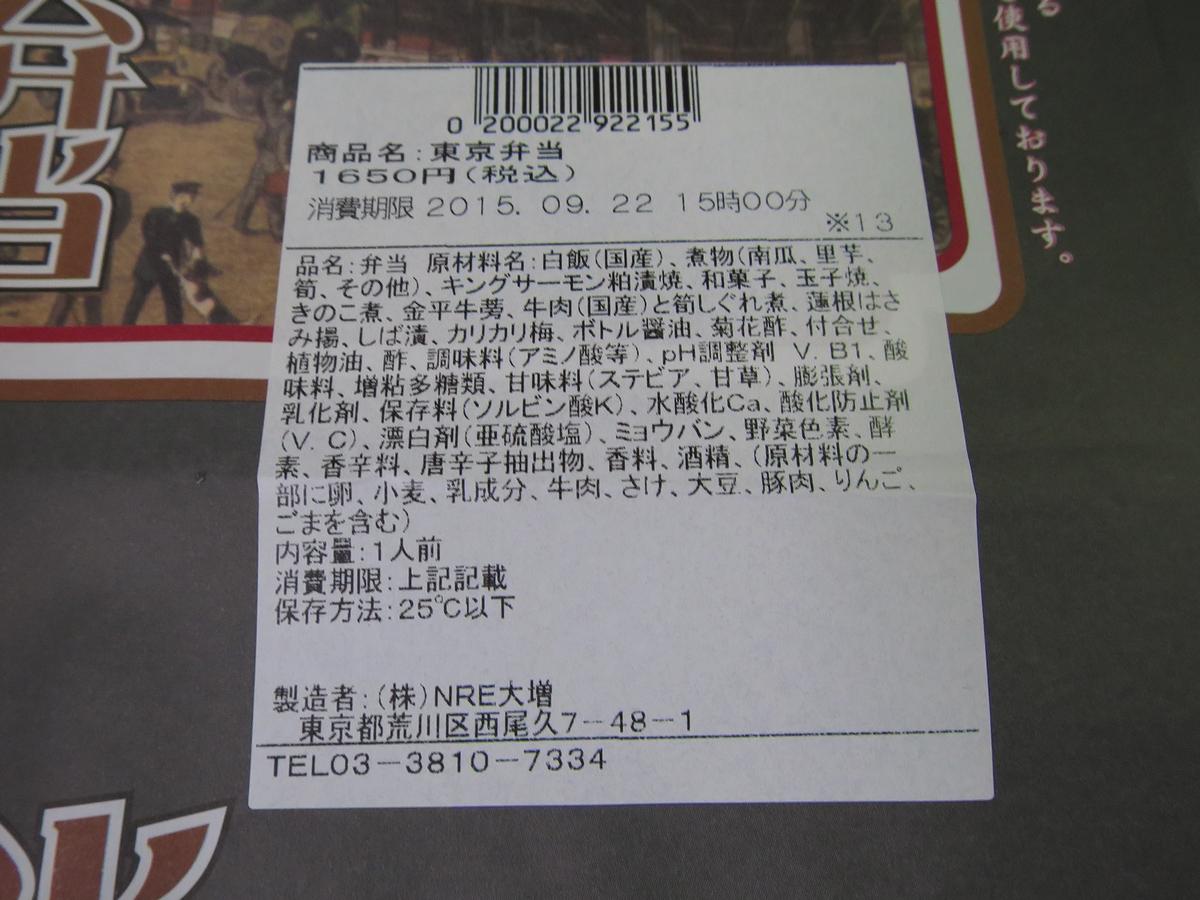 弁当
る
使用しております。
0 200022 922155
商品名:東京弁当
1650円(税込)
消費期限 2015. 09. 22 15時00分
※13
品名:弁当 原材料名:白飯(国産)、煮物(南瓜、里芋、
筍、その他)、キングサーモン粕漬焼、和菓子、玉子焼、
きのこ煮、金平牛蒡、牛肉(国産)と筍しぐれ煮、蓮根はさ
み揚、しば漬、カリカリ梅、ボトル醤油、菊花酢、付合せ、
植物油、酢、調味料(アミノ酸等)、pH調整剤 V. B1、酸
味料、増粘多糖類、甘味料(ステビア、甘草)、膨張剤、
乳化剤、保存料(ソルビン酸K)、水酸化Ca、酸化防止剤
(V. C)、漂白剤(亜硫酸塩)、ミョウバン、野菜色素、酵
素、香辛料、唐辛子抽出物、香料、酒精、(原材料の一
部に卵、小麦、乳成分、牛肉、さけ、大豆、豚肉、りんご、
ごまを含む)
内容量:1人前
消費期限:上記記載
保存方法:25℃以下
製造者:(株)NRE大増
東京都荒川区西尾久7-48-1
TEL03-3810-7334